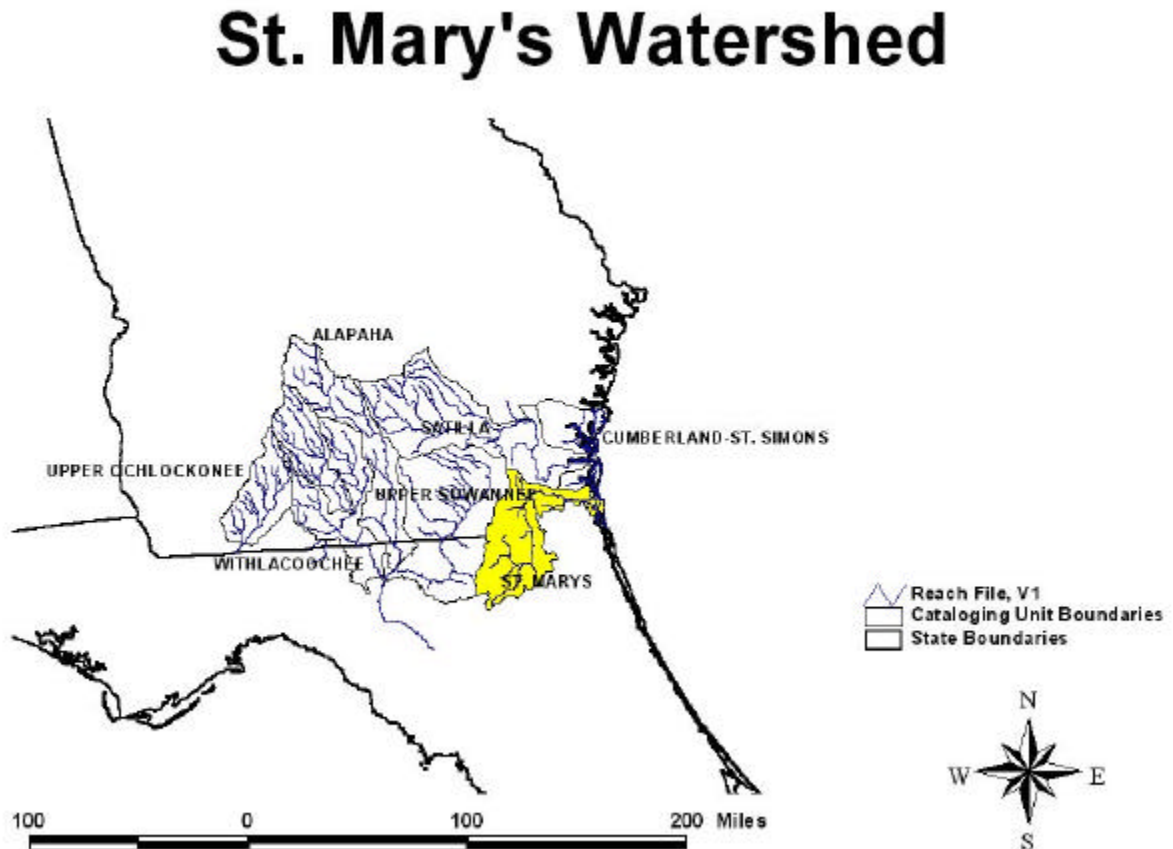 St. Mary's Watershed
ALAPAHA
SATILLA
CUMBERLAND-ST. SIMONS
UPPER OCHLOCKONEE
UPPER SUWANNEE
WITHLACOOCHEE
ST. MARYS
Reach File, V1
Cataloging Unit Boundaries
State Boundaries
N
W E
S
100 0 100 200 Miles